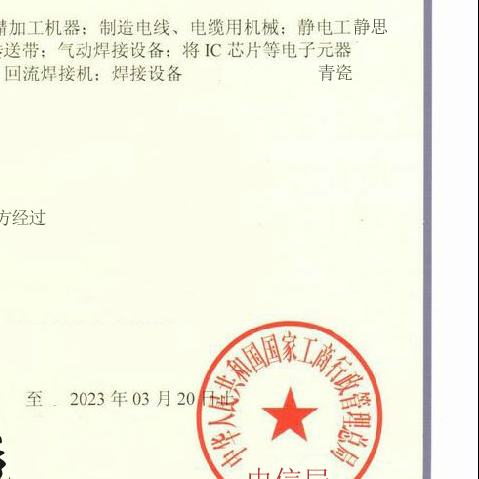 精加工机器；制造电线、电缆用机械；静电工静思
送带；气动焊接设备；将 IC 芯片等电子元器
回流焊接机；焊接设备 青瓷
方经过
中华人民共和国国家工商行政管理总局
至 2023 年 03 月 20 日止